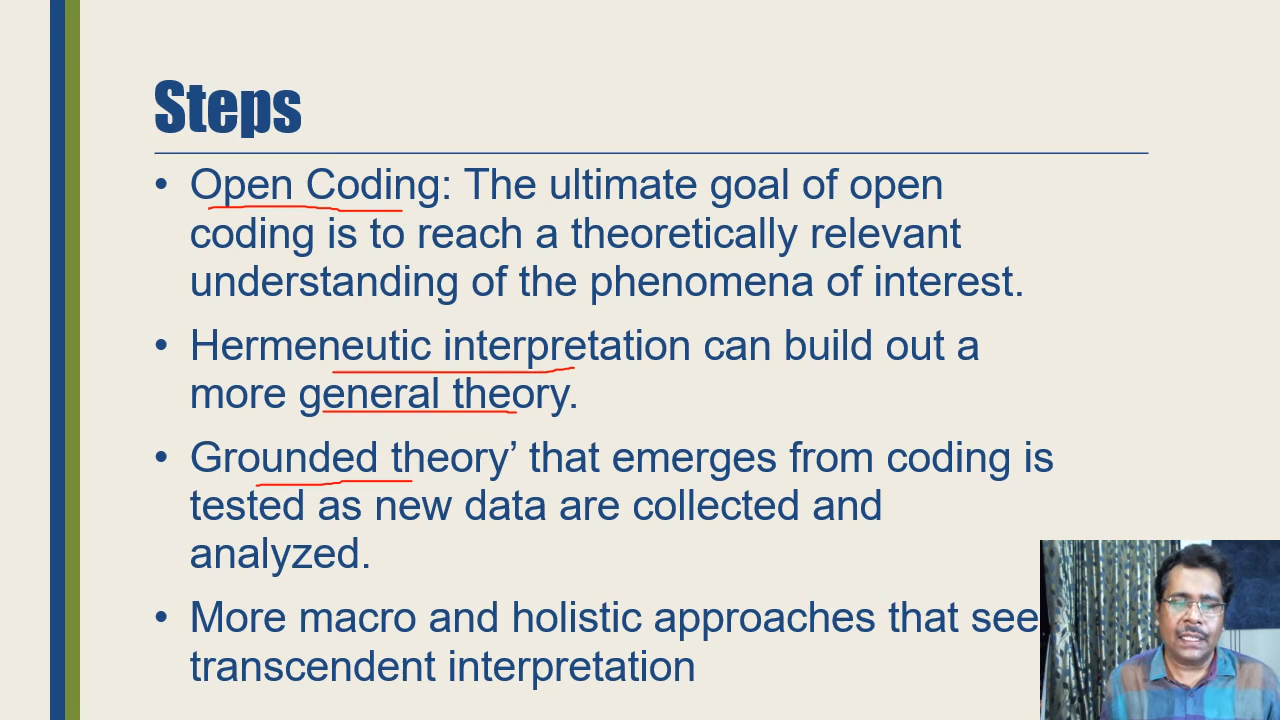 Steps
• Open Coding: The ultimate goal of open
coding is to reach a theoretically relevant
understanding of the phenomena of interest.
• Hermeneutic interpretation can build out a
more general theory.
• Grounded theory’ that emerges from coding is
tested as new data are collected and
analyzed.
• More macro and holistic approaches that see
transcendent interpretation